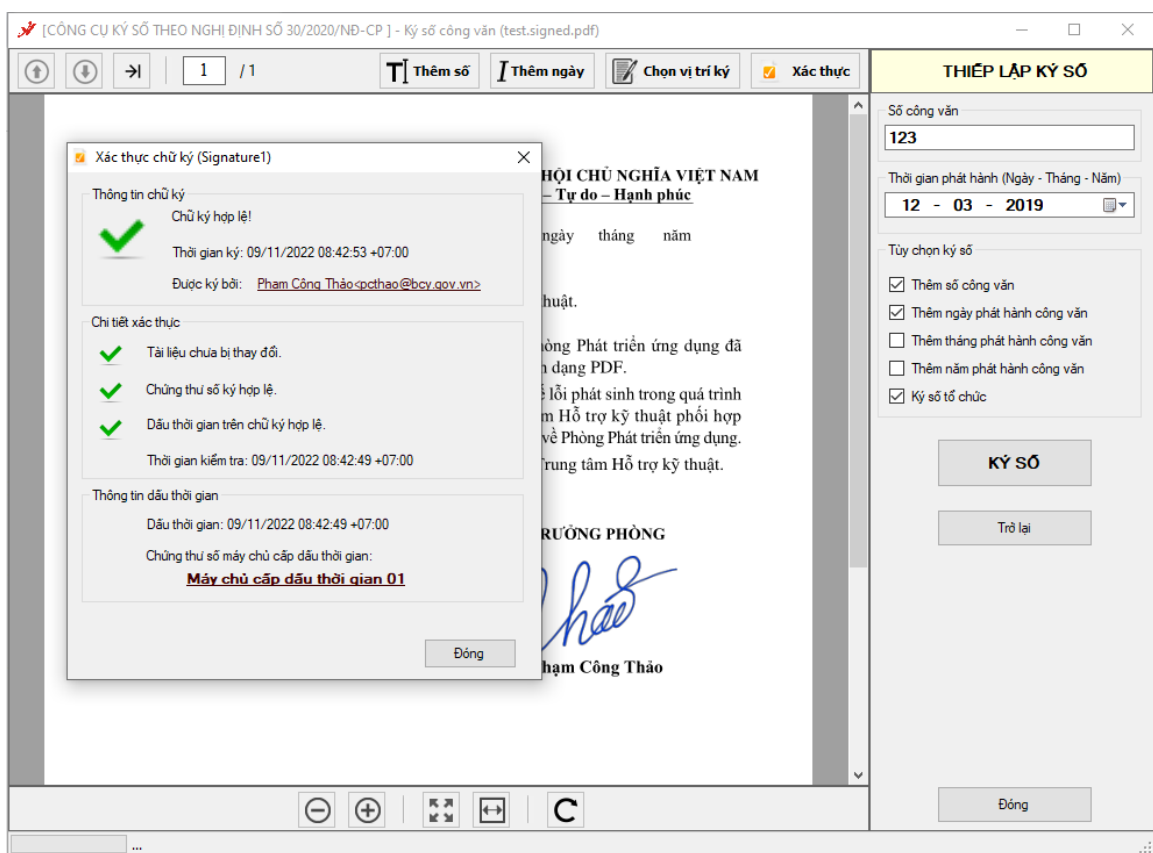 [CÔNG CỤ KÝ SỐ THEO NGHỊ ĐỊNH SỐ 30/2020/NĐ-CP ] - Ký số công văn (test.signed.pdf)
1 / 1
Thêm số
Thêm ngày
Chọn vị trí ký
Xác thực
THIẾP LẬP KÝ SỐ
Xác thực chữ ký (Signature1)
Thông tin chữ ký
Chữ ký hợp lệ!
Thời gian ký: 09/11/2022 08:42:53 +07:00
Được ký bởi: Phạm Công Thảo<pcthao@bcy.gov.vn>
Chi tiết xác thực
Tài liệu chưa bị thay đổi.
Chứng thư số ký hợp lệ.
Dấu thời gian trên chữ ký hợp lệ.
Thời gian kiểm tra: 09/11/2022 08:42:49 +07:00
Thông tin dấu thời gian
Dấu thời gian: 09/11/2022 08:42:49 +07:00
Chứng thư số máy chủ cấp dấu thời gian:
Máy chủ cấp dấu thời gian 01
Đóng
HỘI CHỦ NGHĨA VIỆT NAM
– Tự do – Hạnh phúc
ngày tháng năm
huật.
òng Phát triển ứng dụng đã
dạng PDF.
lỗi phát sinh trong quá trình
m Hỗ trợ kỹ thuật phối hợp
về Phòng Phát triển ứng dụng.
rung tâm Hỗ trợ kỹ thuật.
RƯỞNG PHÒNG
hảo
hạm Công Thảo
Số công văn
123
Thời gian phát hành (Ngày - Tháng - Năm)
12 - 03 - 2019
Tùy chọn ký số
Thêm số công văn
Thêm ngày phát hành công văn
Thêm tháng phát hành công văn
Thêm năm phát hành công văn
Ký số tổ chức
KÝ SỐ
Trở lại
Đóng
...